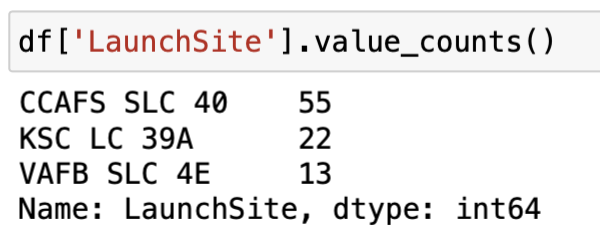 df['LaunchSite'].value_counts()
CCAFS SLC 40    55
KSC LC 39A      22
VAFB SLC 4E     13
Name: LaunchSite, dtype: int64